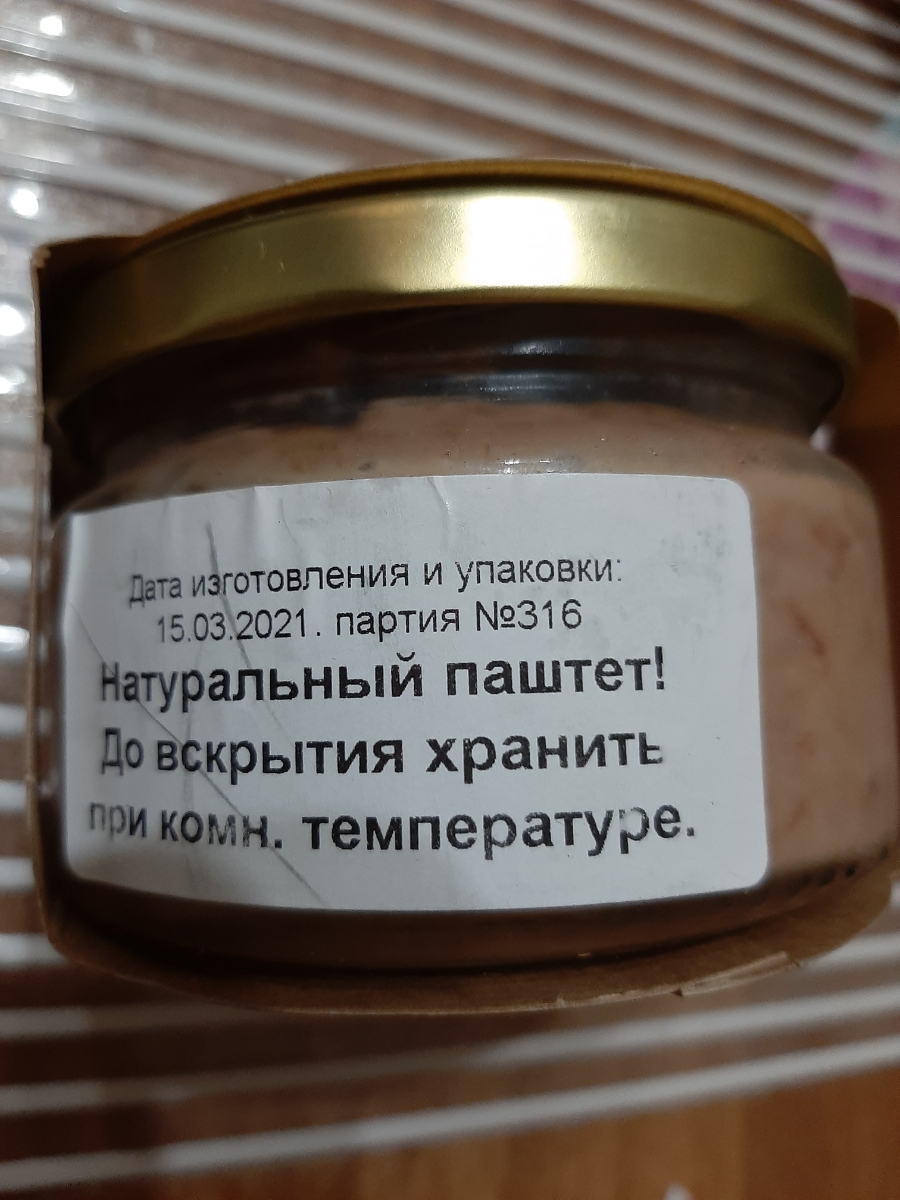 Дата изготовления и упаковки:
15.03.2021. партия №316
Натуральный паштет!
До вскрытия хранить
при комн. температуре.